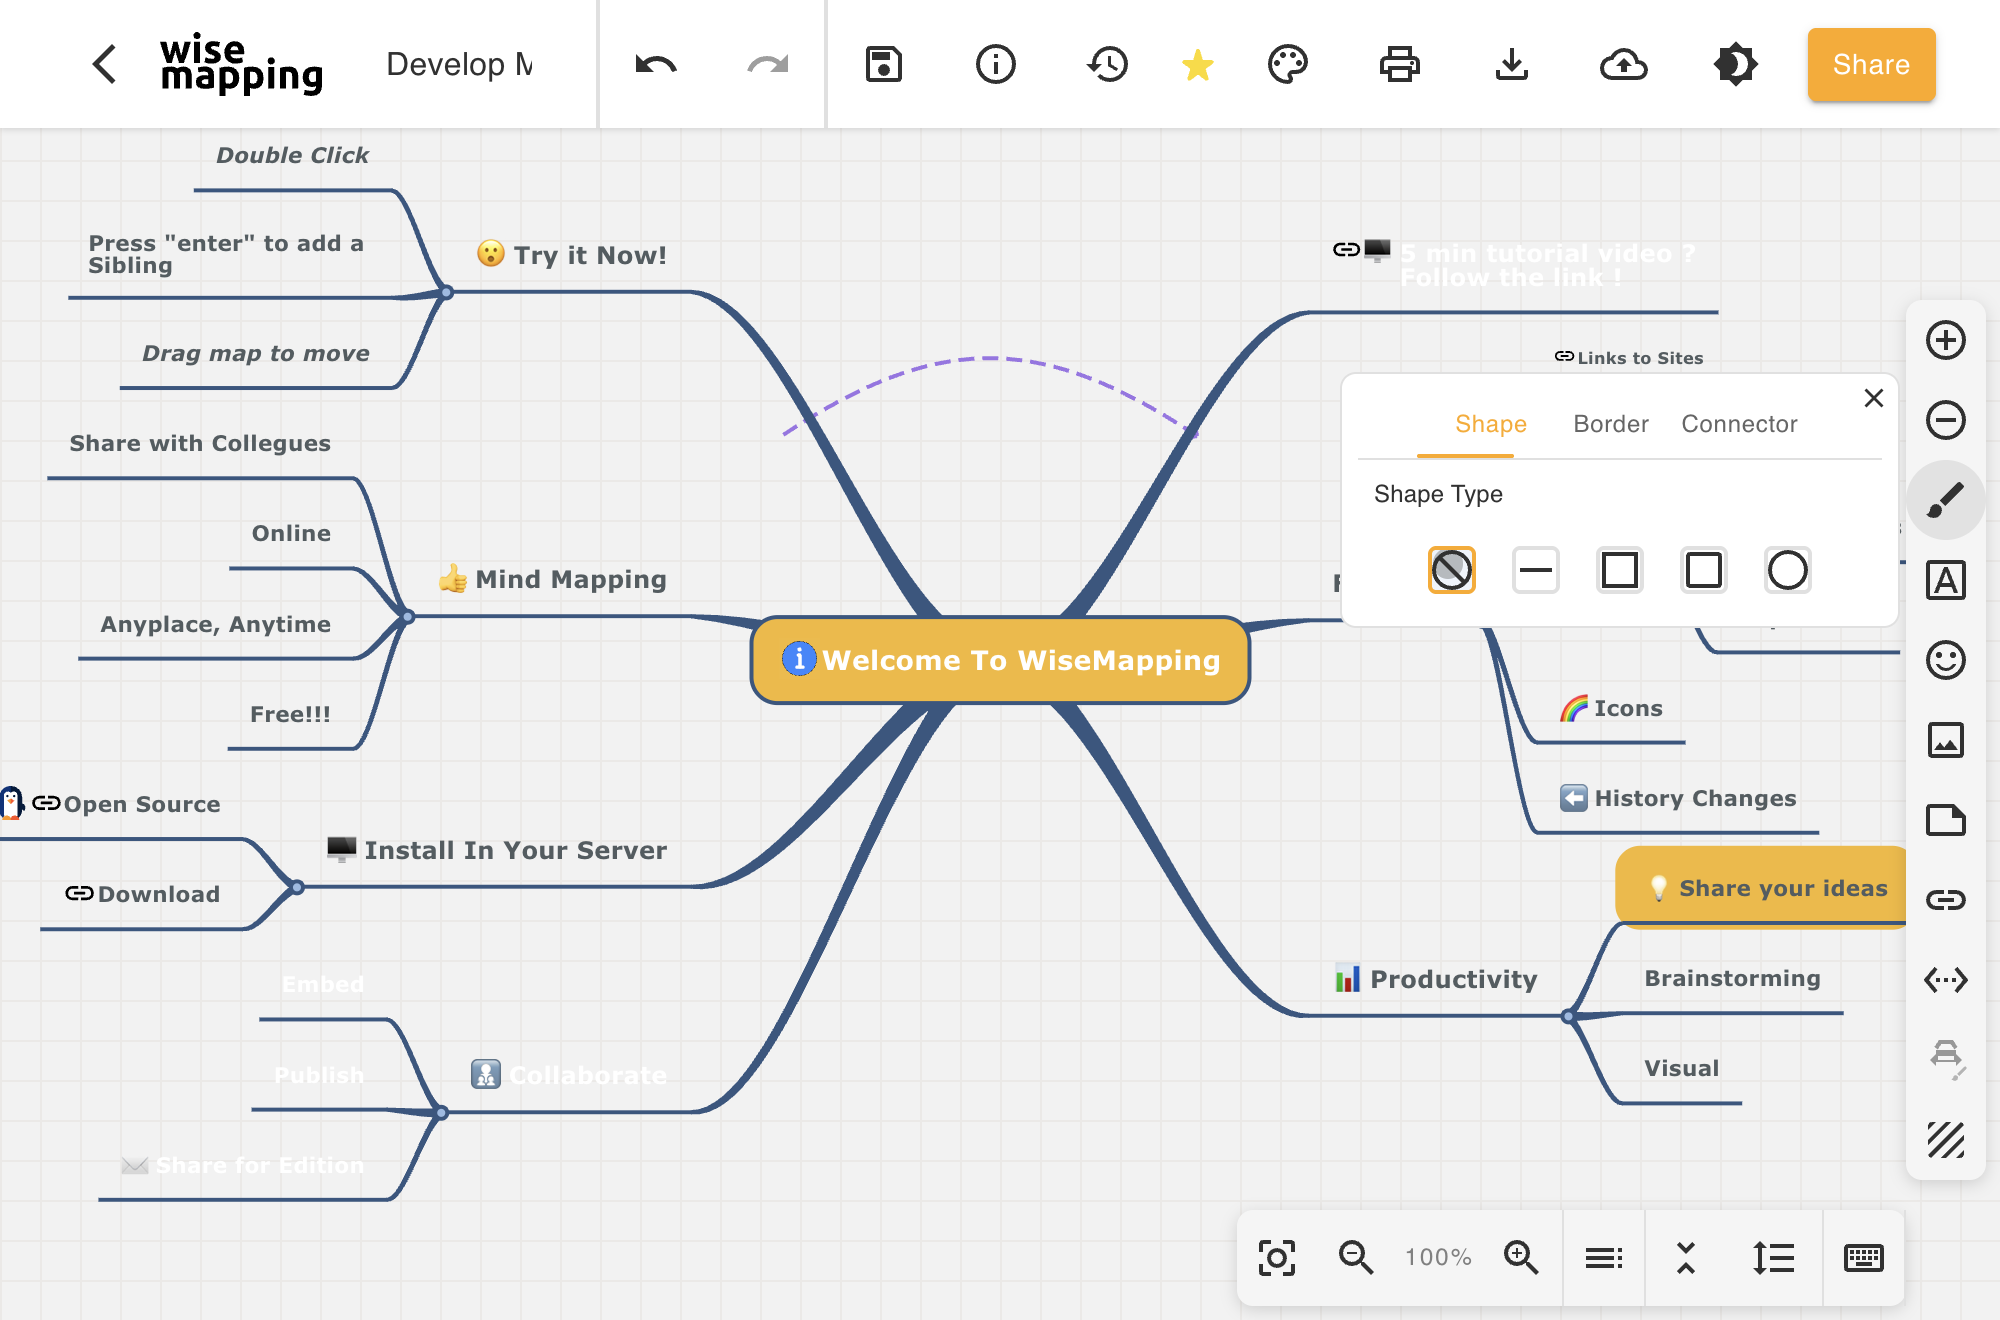 wise
mapping
Develop
Share
Double Click
Press "enter" to add a
Sibling
Try it Now!
Drag map to move
Share with Collegues
Online
Mind Mapping
Anyplace, Anytime
Free!!!
Open Source
Install In Your Server
Download
Embed
Publish
Collaborate
Share for Edition
Welcome To WiseMapping
5 min tutorial video ?
Follow the link !
Links to Sites
Shape
Border
Connector
Shape Type
Icons
History Changes
Share your ideas
Productivity
Brainstorming
Visual
100%